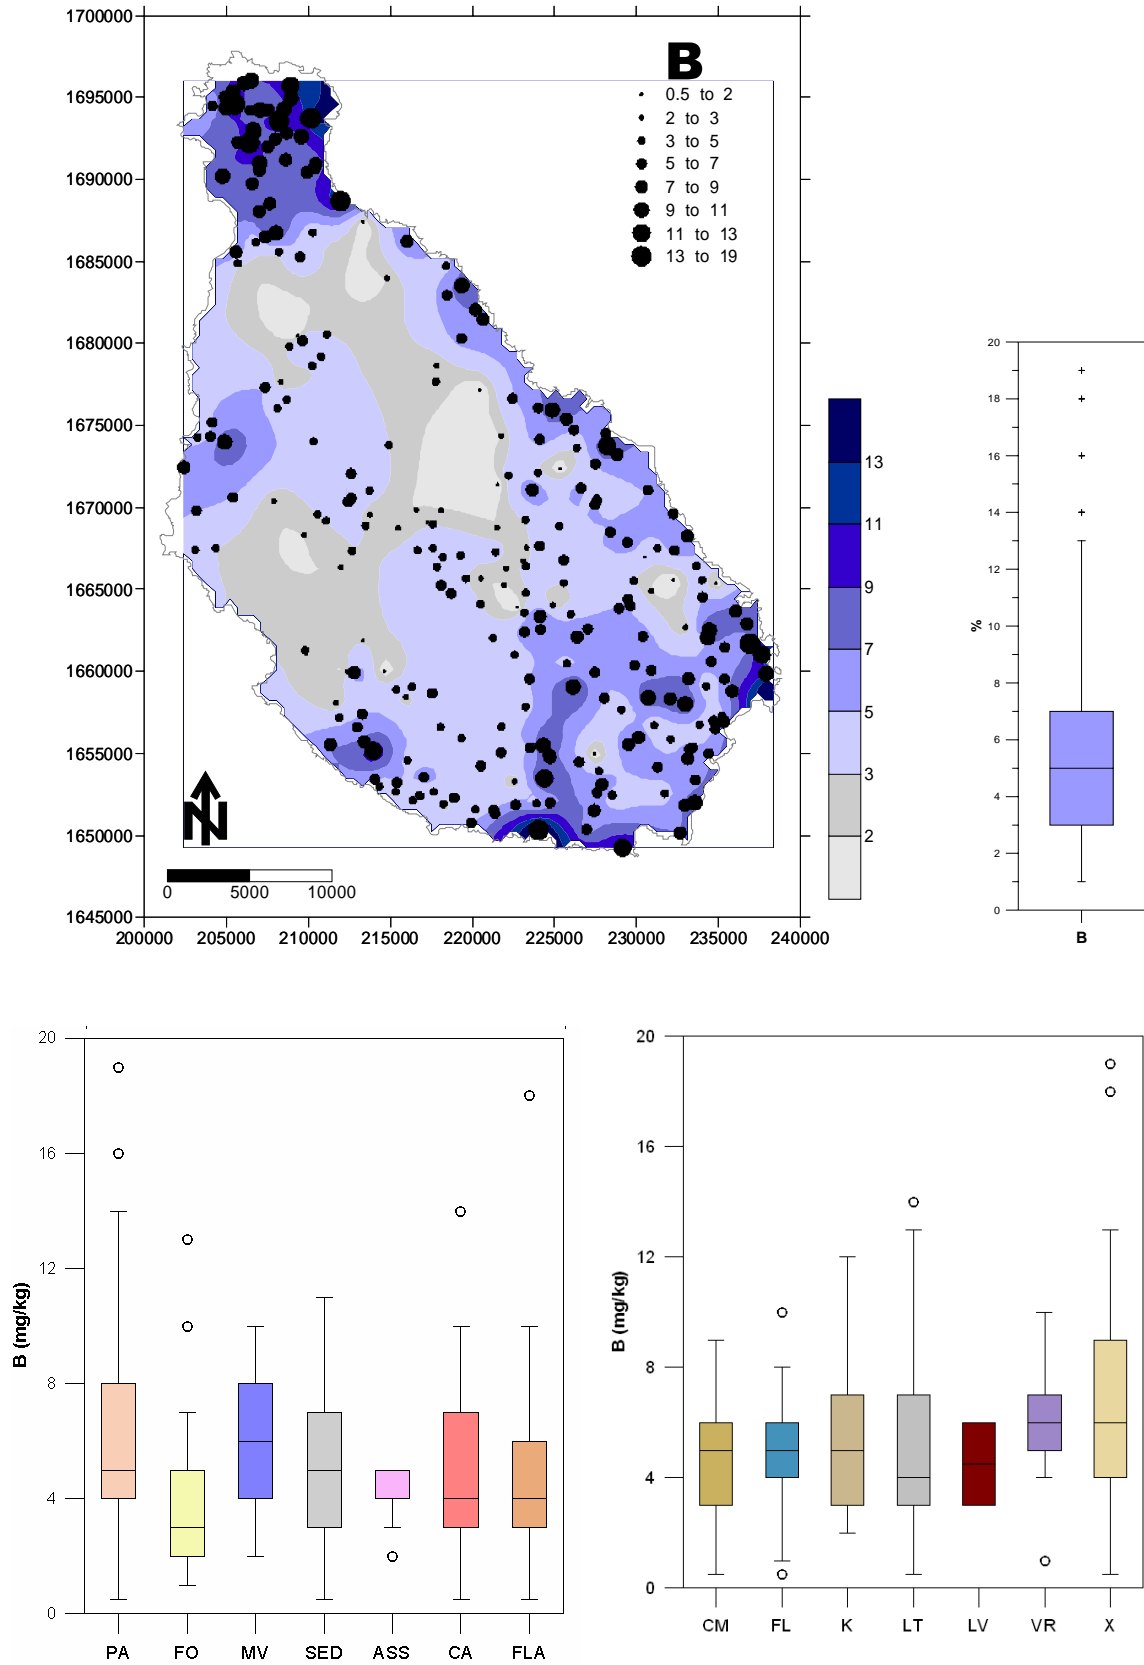 1700000
1695000
1690000
1685000
1680000
1675000
1670000
1665000
1660000
1655000
1650000
1645000
200000 205000 210000 215000 220000 225000 230000 235000 240000
B
0.5 to 2
2 to 3
3 to 5
5 to 7
7 to 9
9 to 11
11 to 13
13 to 19
N
0 5000 10000
13
11
9
7
5
3
2
20
18
16
14
12
10
8
6
4
2
0
%
B
20
16
12
8
4
0
B (mg/kg)
PA FO MV SED ASS CA FLA
20
16
12
8
4
0
B (mg/kg)
CM FL K LT LV VR X